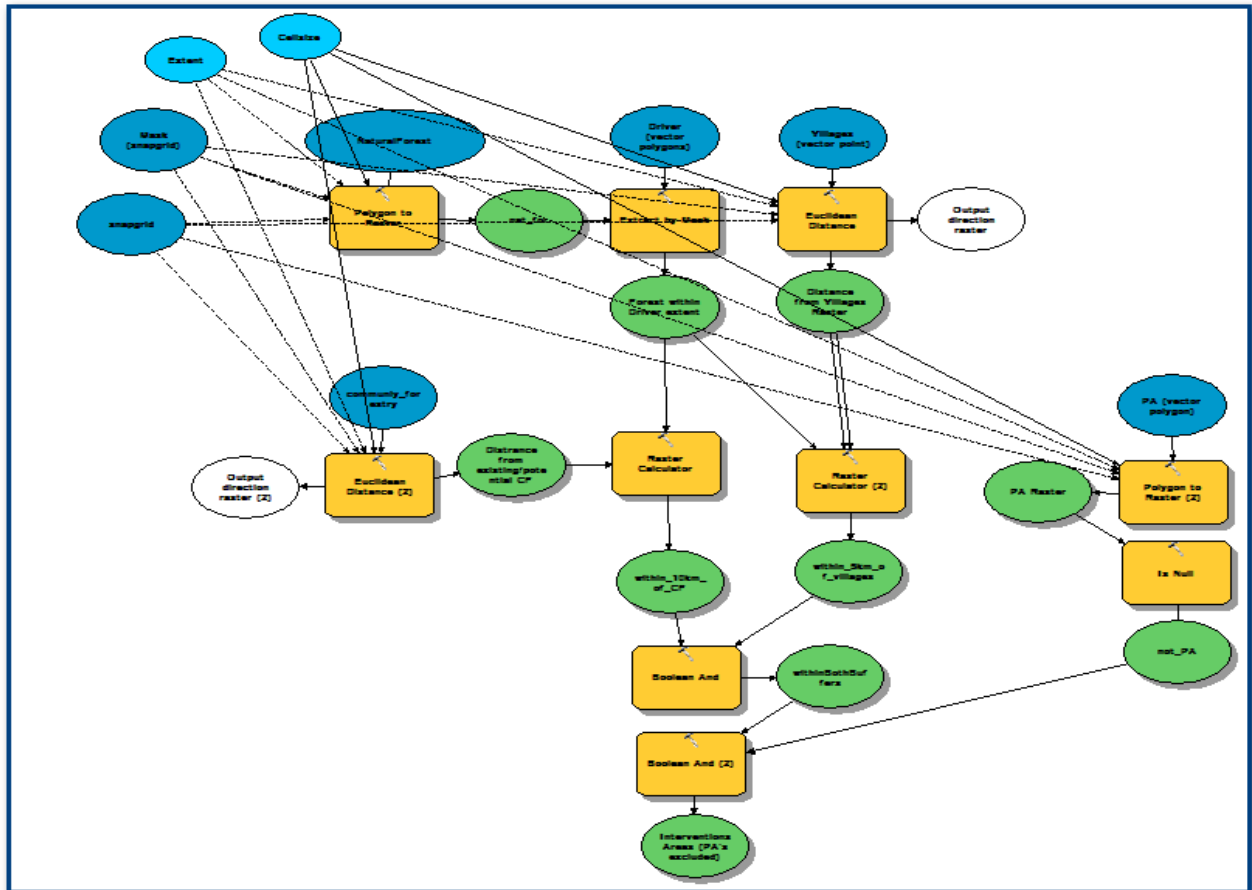 Cellsize
Extent
Mask
(snapgrid)
NaturalForest
Driver
(vector
polygons)
Villages
(vector point)
snapgrid
Polygon to
Raster
nat_for
Extract by Mask
Euclidean
Distance
Output
direction
raster
Forest within
Driver extent
Distance
from Villages
Raster
communiy_for
estry
PA (vector
polygon)
Output
direction
raster (2)
Euclidean
Distance (2)
Distrance
from
existing/pote
ntial CF
Raster
Calculator
Raster
Calculator (2)
PA Raster
Polygon to
Raster (2)
within_10km_
of_CF
within_5km_o
f_villages
Is Null
Boolean And
withinBothBuf
fers
not_PA
Boolean And (2)
Interventions
Areas (PA's
excluded)